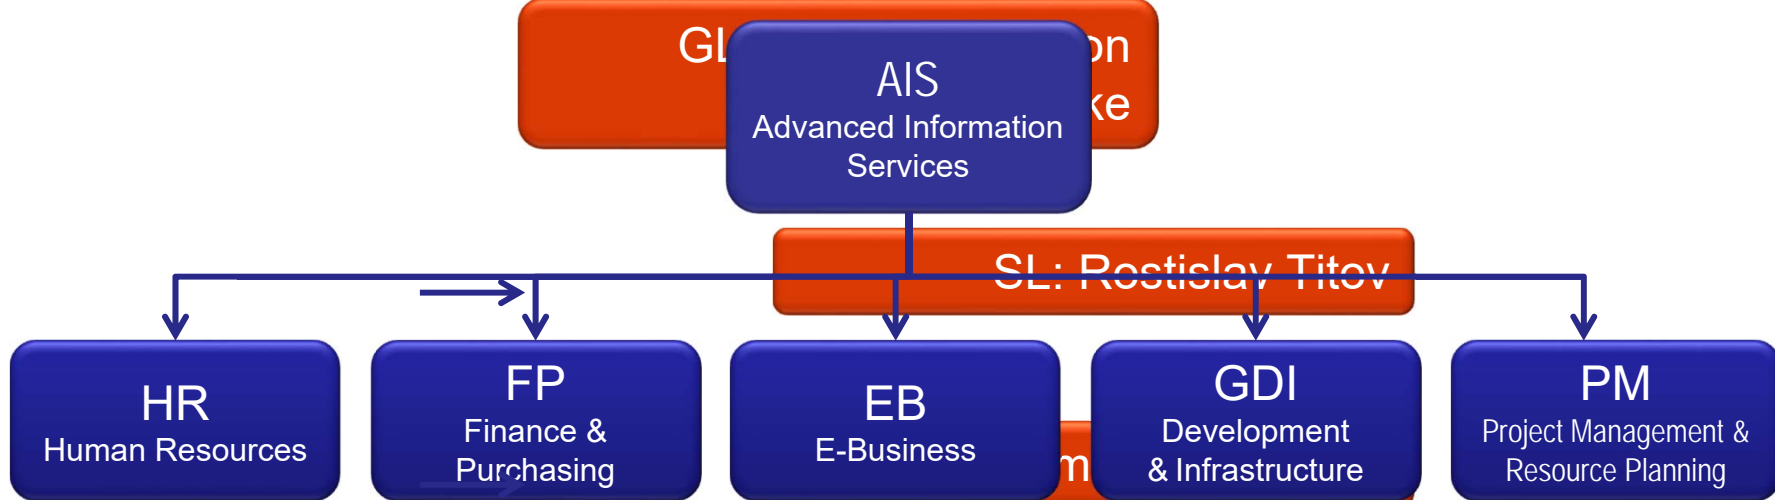 AIS
Advanced Information
Services
SL: Rostislav Titov
HR
Human Resources
FP
Finance &
Purchasing
EB
E-Business
GDI
Development
& Infrastructure
PM
Project Management &
Resource Planning